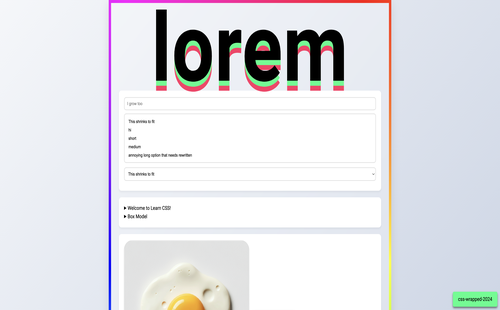 lorem
I grow too
This shrinks to fit
hi
short
medium
annoying long option that needs rewritten
This shrinks to fit
Welcome to Learn CSS!
Box Model
css-wrapped-2024